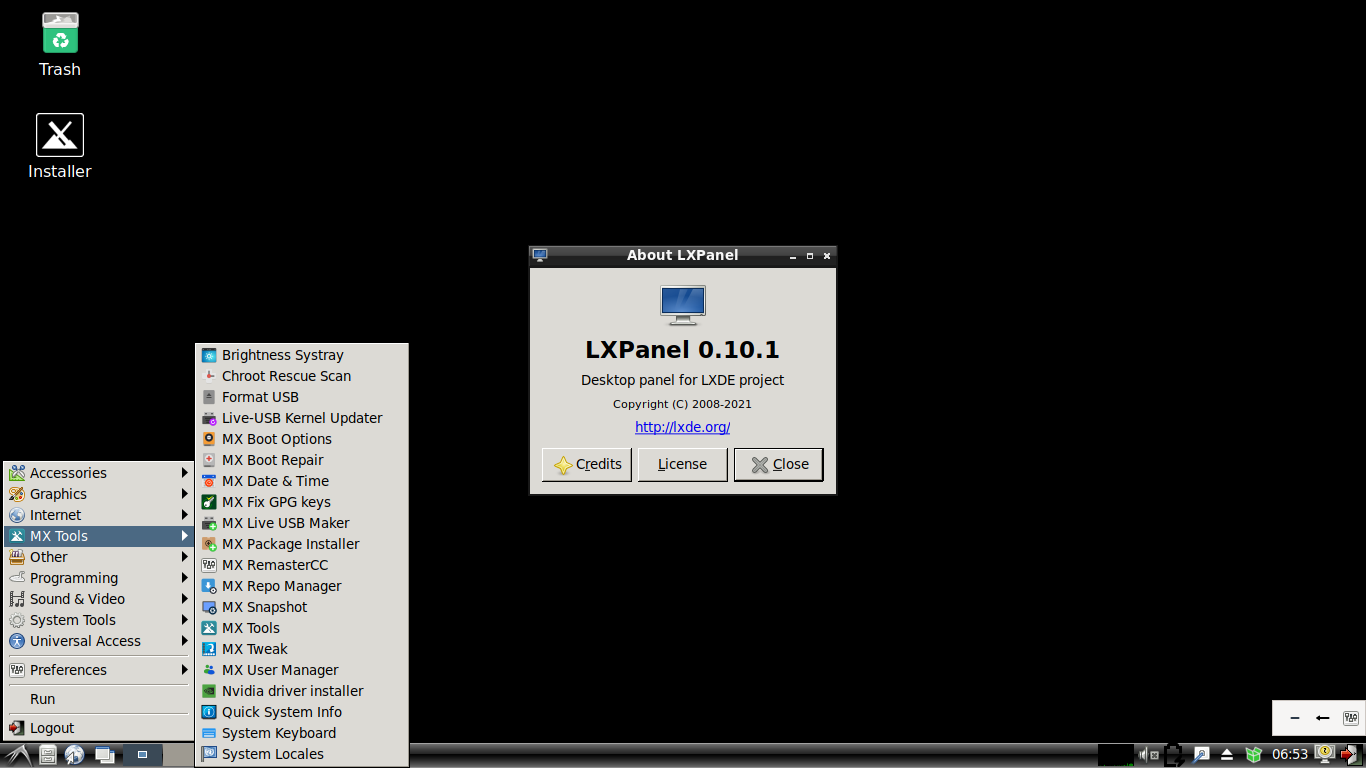 Trash
Installer
About LXPanel
LXPanel 0.10.1
Desktop panel for LXDE project
Copyright (C) 2008-2021
http://lxde.org/
Credits
License
Close
Brightness Systray
Chroot Rescue Scan
Format USB
Live-USB Kernel Updater
MX Boot Options
MX Boot Repair
MX Date & Time
MX Fix GPG keys
MX Live USB Maker
MX Package Installer
MX RemasterCC
MX Repo Manager
MX Snapshot
MX Tools
MX Tweak
MX User Manager
Nvidia driver installer
Quick System Info
System Keyboard
System Locales
Accessories
Graphics
Internet
MX Tools
Other
Programming
Sound & Video
System Tools
Universal Access
Preferences
Run
Logout
06:53